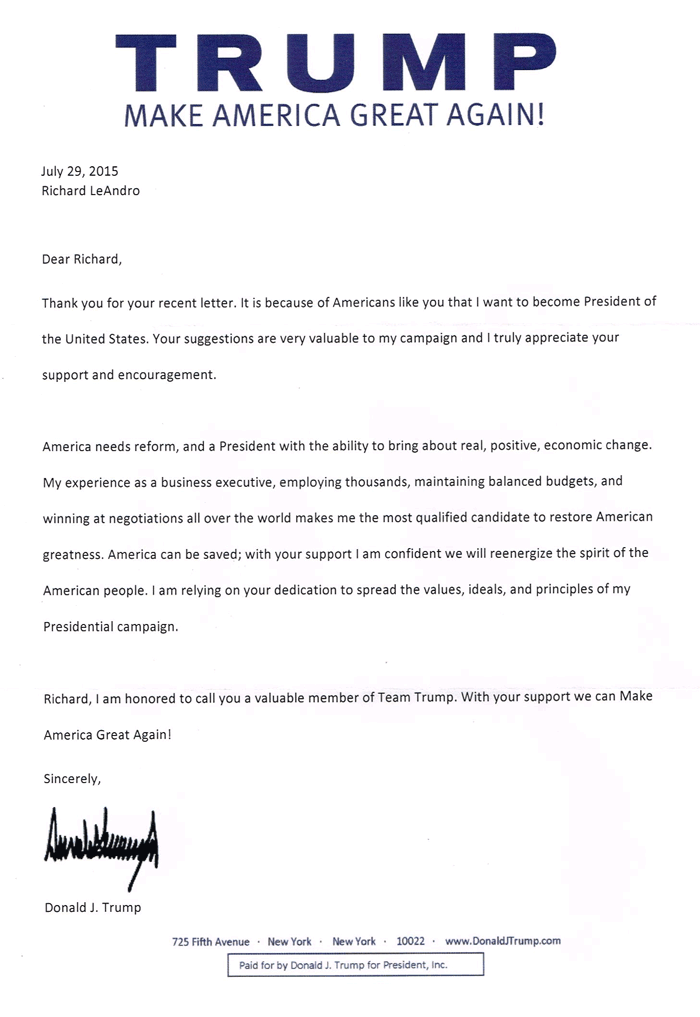 TRUMP
MAKE AMERICA GREAT AGAIN!
July 29, 2015
Richard LeAndro
Dear Richard,
Thank you for your recent letter. It is because of Americans like you that I want to become President of
the United States. Your suggestions are very valuable to my campaign and I truly appreciate your
support and encouragement.
America needs reform, and a President with the ability to bring about real, positive, economic change.
My experience as a business executive, employing thousands, maintaining balanced budgets, and
winning at negotiations all over the world makes me the most qualified candidate to restore American
greatness. America can be saved; with your support I am confident we will reenergize the spirit of the
American people. I am relying on your dedication to spread the values, ideals, and principles of my
Presidential campaign.
Richard, I am honored to call you a valuable member of Team Trump. With your support we can Make
America Great Again!
Sincerely,
Donald J. Trump
725 Fifth Avenue · New York · New York · 10022 · www.DonaldJTrump.com
Paid for by Donald J. Trump for President, Inc.